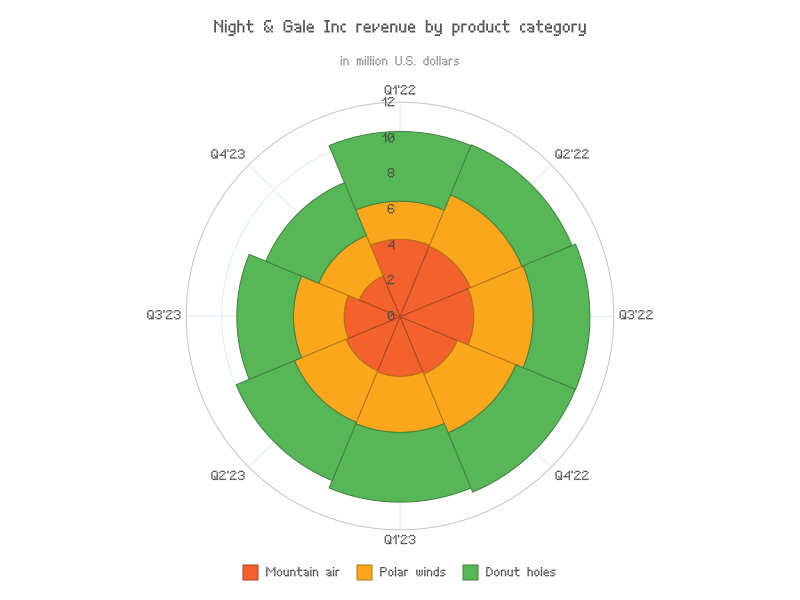 Night & Gale Inc revenue by product category
in million U.S. dollars
Q1'22
12
10
Q4'23
Q2'22
8
6
4
2
Q3'23
0
Q3'22
Q2'23
Q4'22
Q1'23
Mountain air Polar winds Donut holes